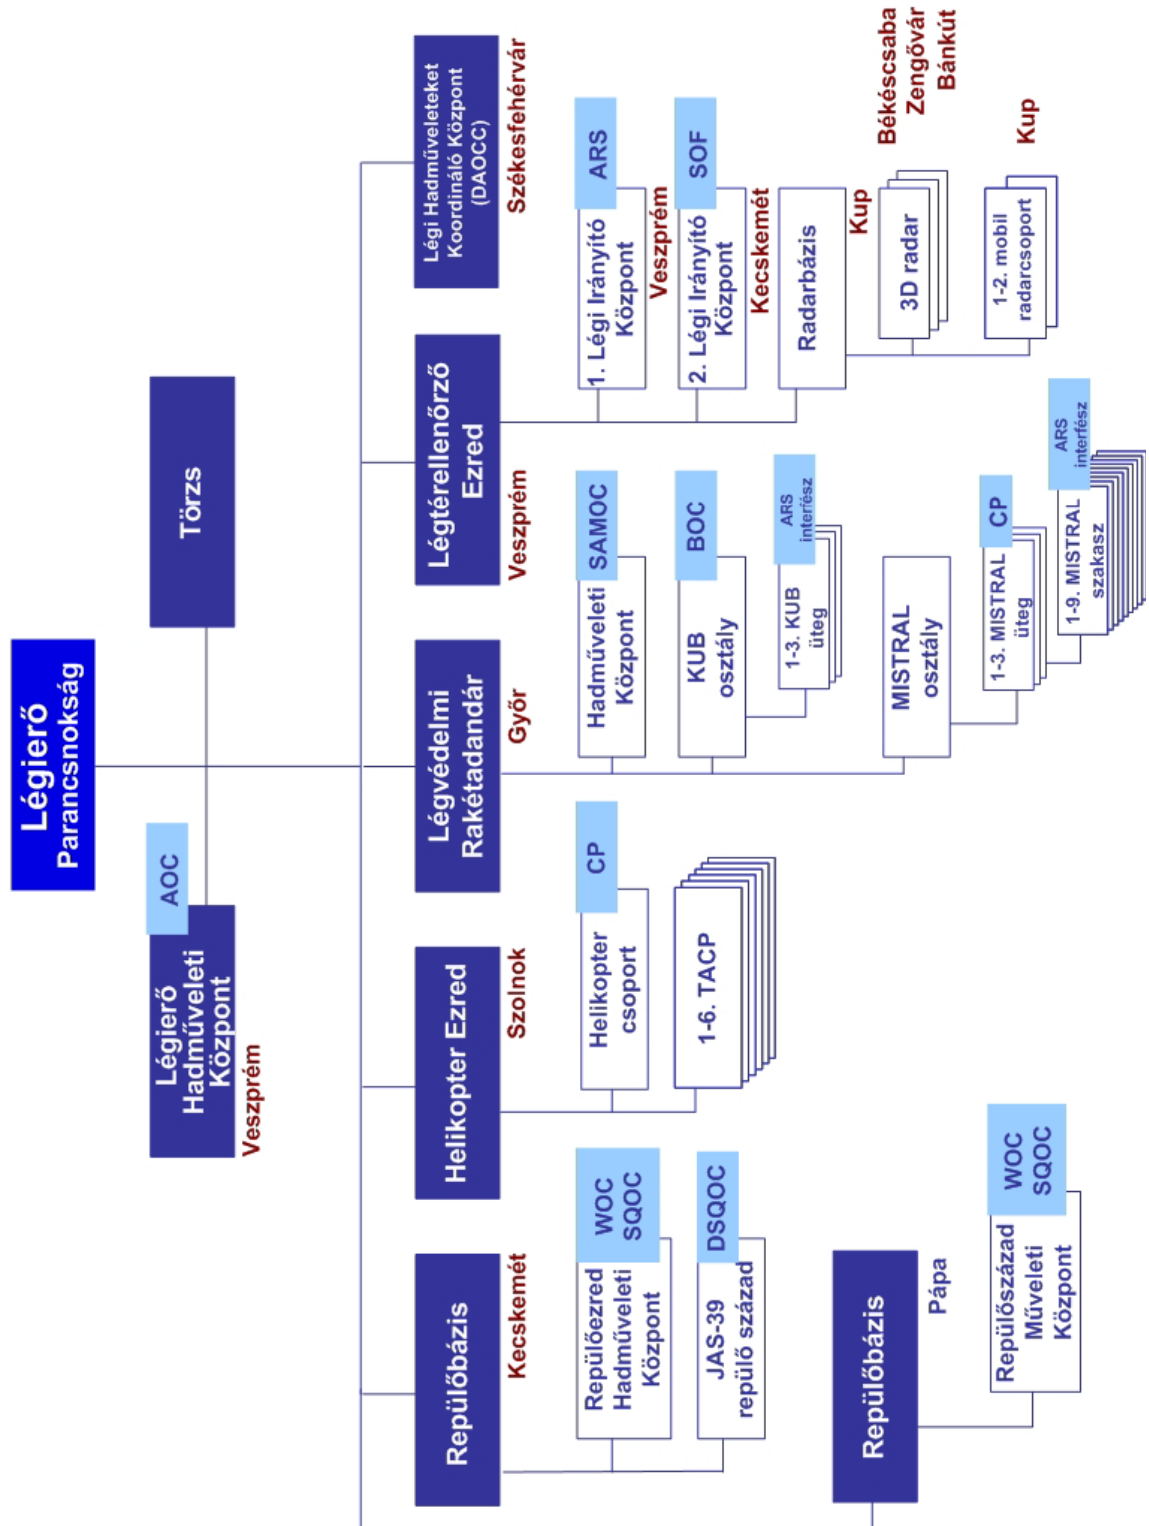 Légierő
Parancsnokság
AOC
Légierő
Hadműveleti
Központ
Veszprém
Törzs
Repülőbázis
Kecskemét
WOC
SQOC
Repülőezred
Hadműveleti
Központ
DSQOC
JAS-39
repülő század
Repülőbázis
Pápa
WOC
SQOC
Repülőszázad
Műveleti
Központ
Helikopter Ezred
Szolnok
CP
Helikopter
csoport
1-6. TACP
Légvédelmi
Rakétadandár
Győr
SAMOC
Hadműveleti
Központ
BOC
KUB
osztály
ARS
interfész
1-3. KUB
üteg
MISTRAL
osztály
CP
1-3. MISTRAL
üteg
ARS
interfész
1-9. MISTRAL
szakasz
Légtérellenőrző
Ezred
Veszprém
ARS
1. Légi Irányító
Központ
Veszprém
SOF
2. Légi Irányító
Központ
Kecskemét
Radarbázis
Kup
3D radar
Békéscsaba
Zengővár
Bánkút
1-2. mobil
radarcsoport
Kup
Légi Hadműveleteket
Koordináló Központ
(DAOCC)
Székesfehérvár